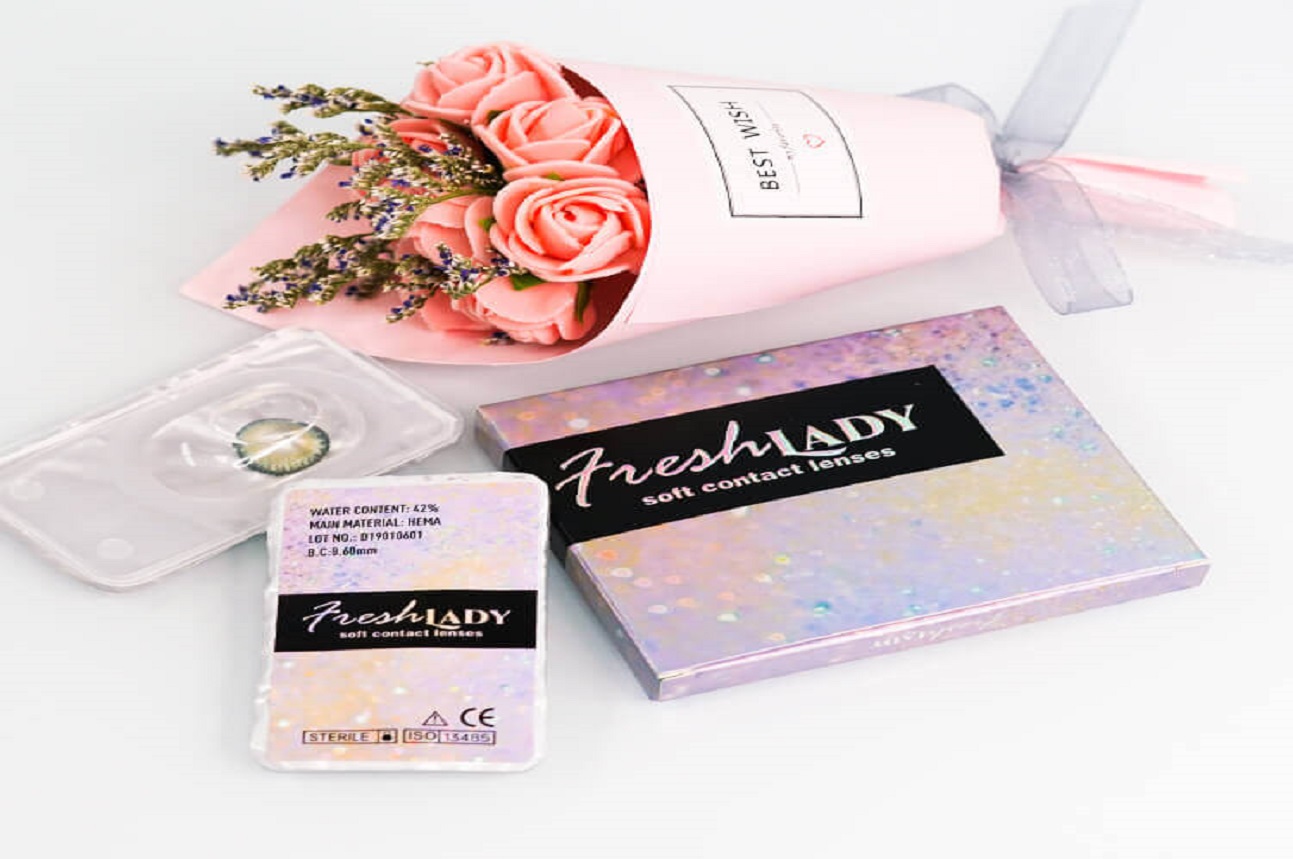 BEST WISH
FreshLADY
soft contact lenses
WATER CONTENT: 42%
MAIN MATERIAL: HEMA
LOT NO.: D19010601
B.C:8.60mm
FreshLADY
soft contact lenses
CE
STERILE ISO 13485